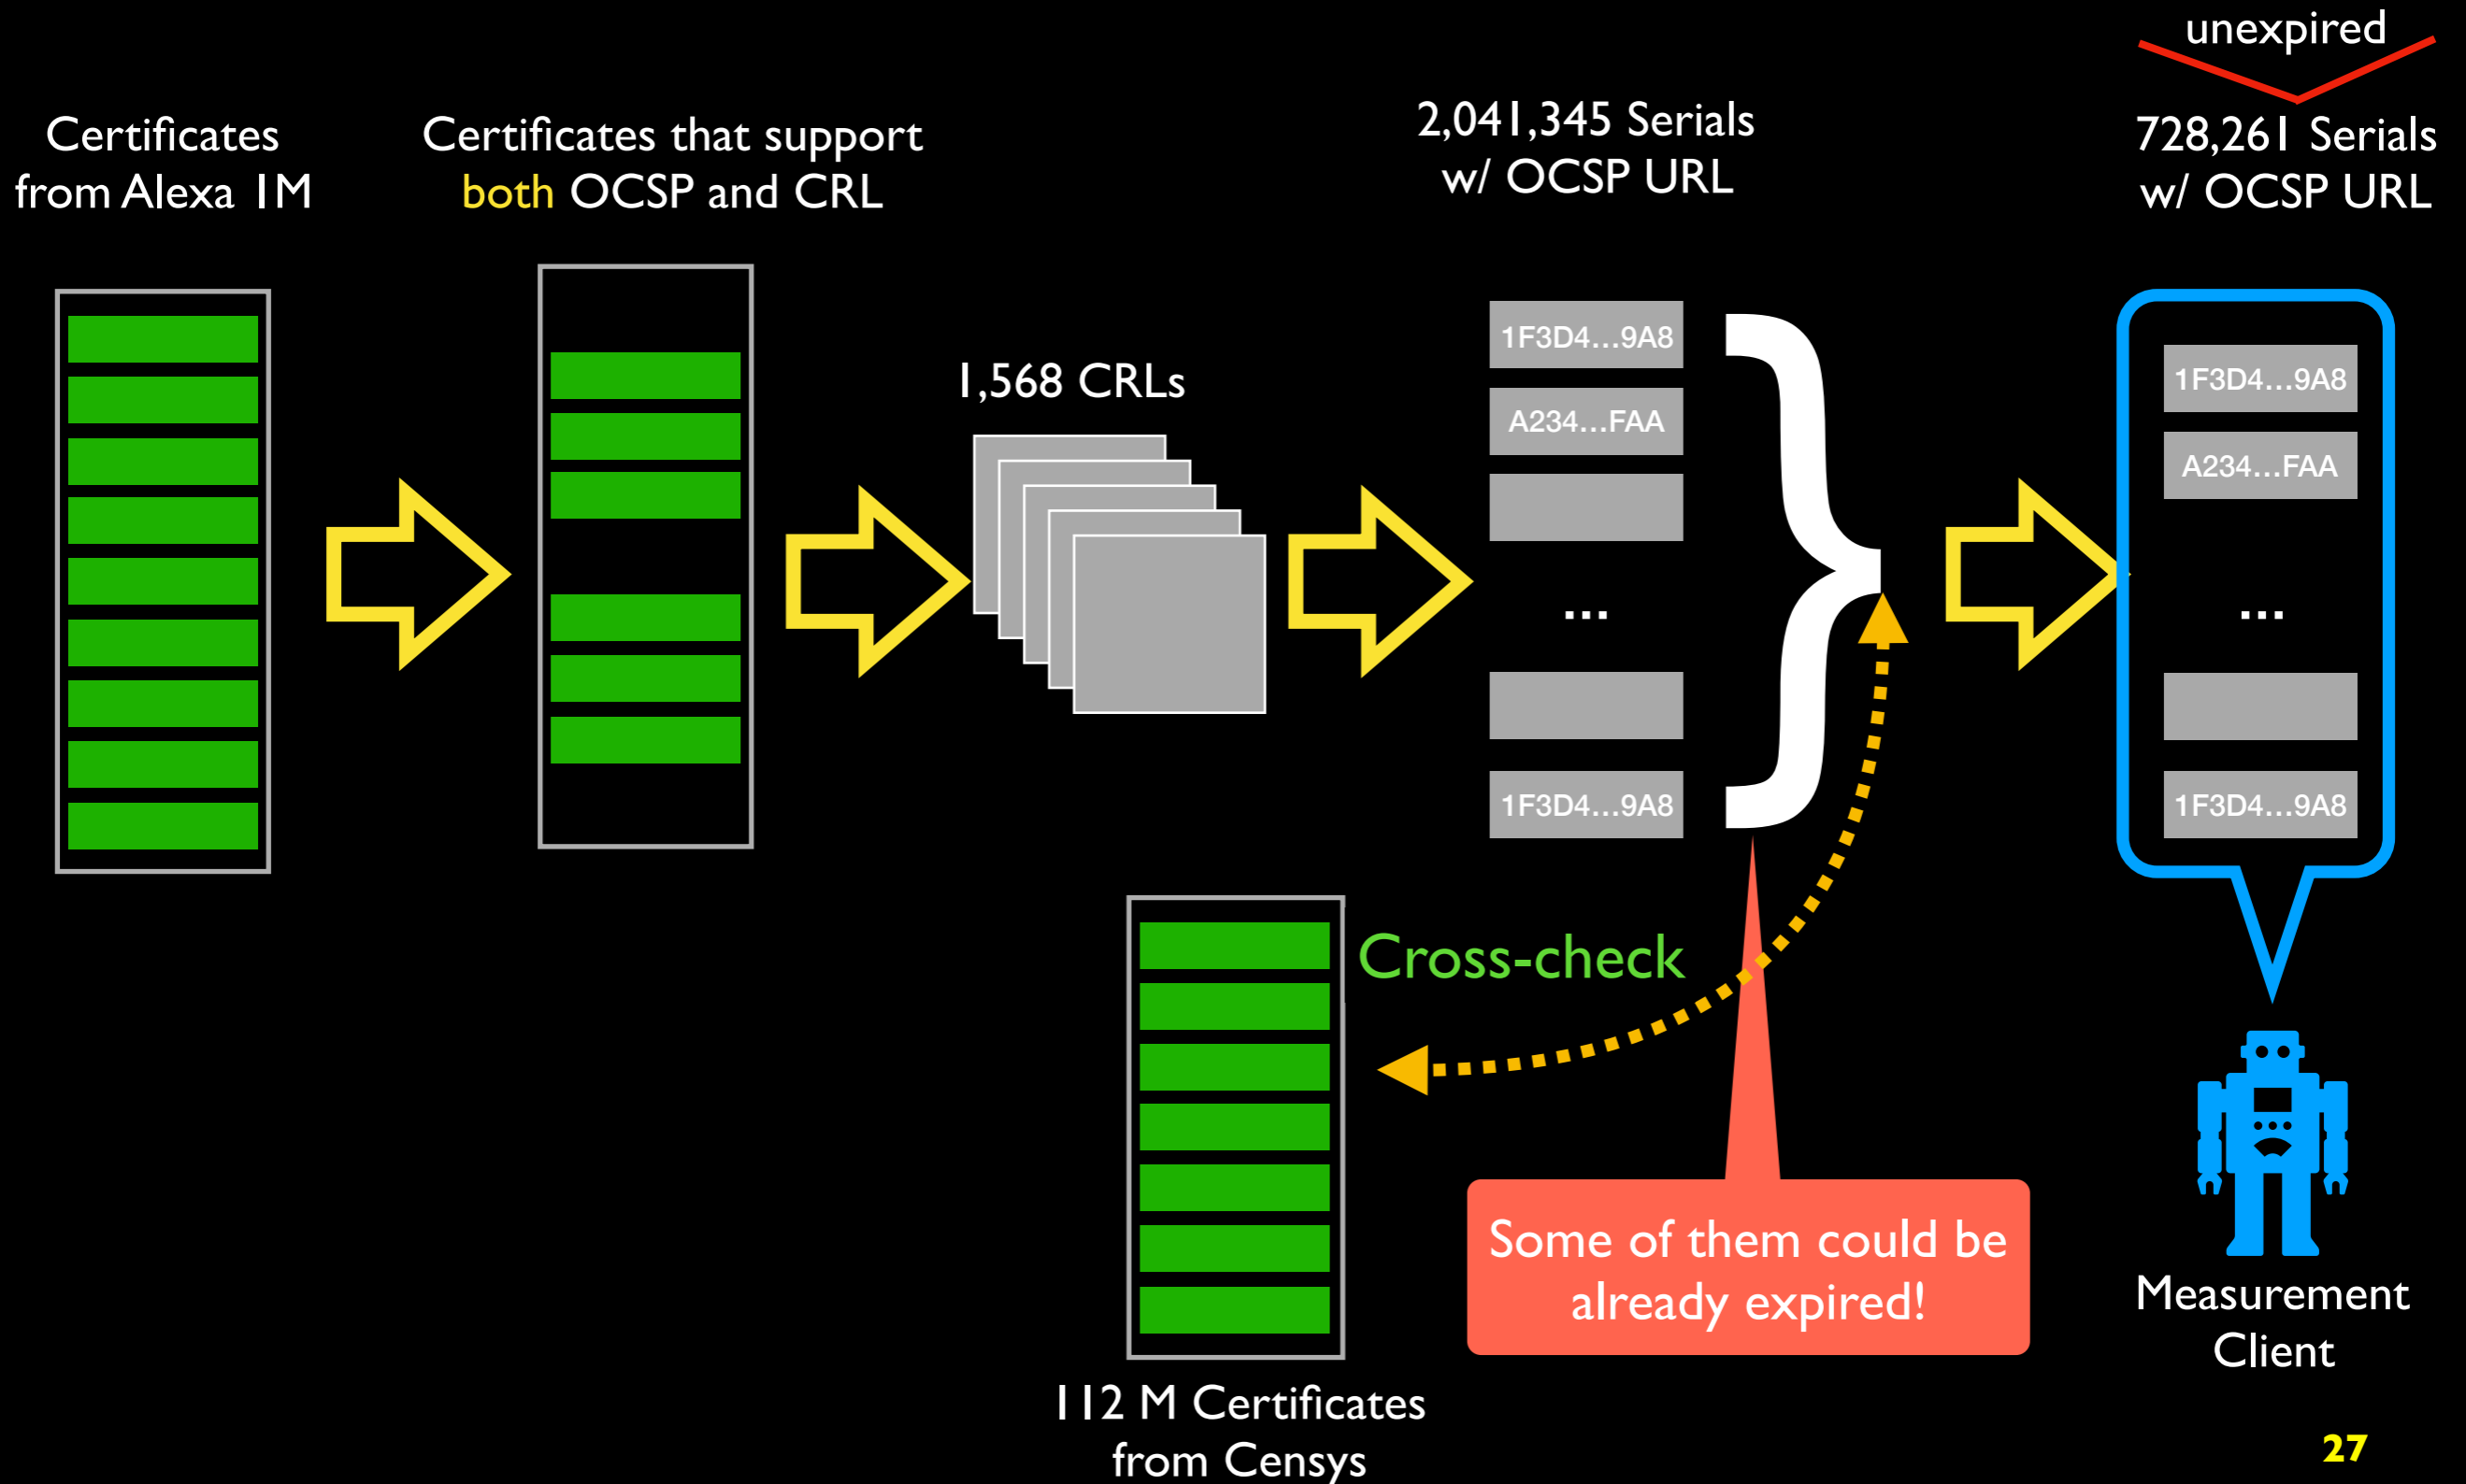 unexpired
Certificates
from Alexa 1M
Certificates that support
both OCSP and CRL
1,568 CRLs
2,041,345 Serials
w/ OCSP URL
728,261 Serials
w/ OCSP URL
1F3D4...9A8
A234...FAA
...
1F3D4...9A8
1F3D4...9A8
A234...FAA
...
1F3D4...9A8
Cross-check
Some of them could be
already expired!
112 M Certificates
from Censys
Measurement
Client
27